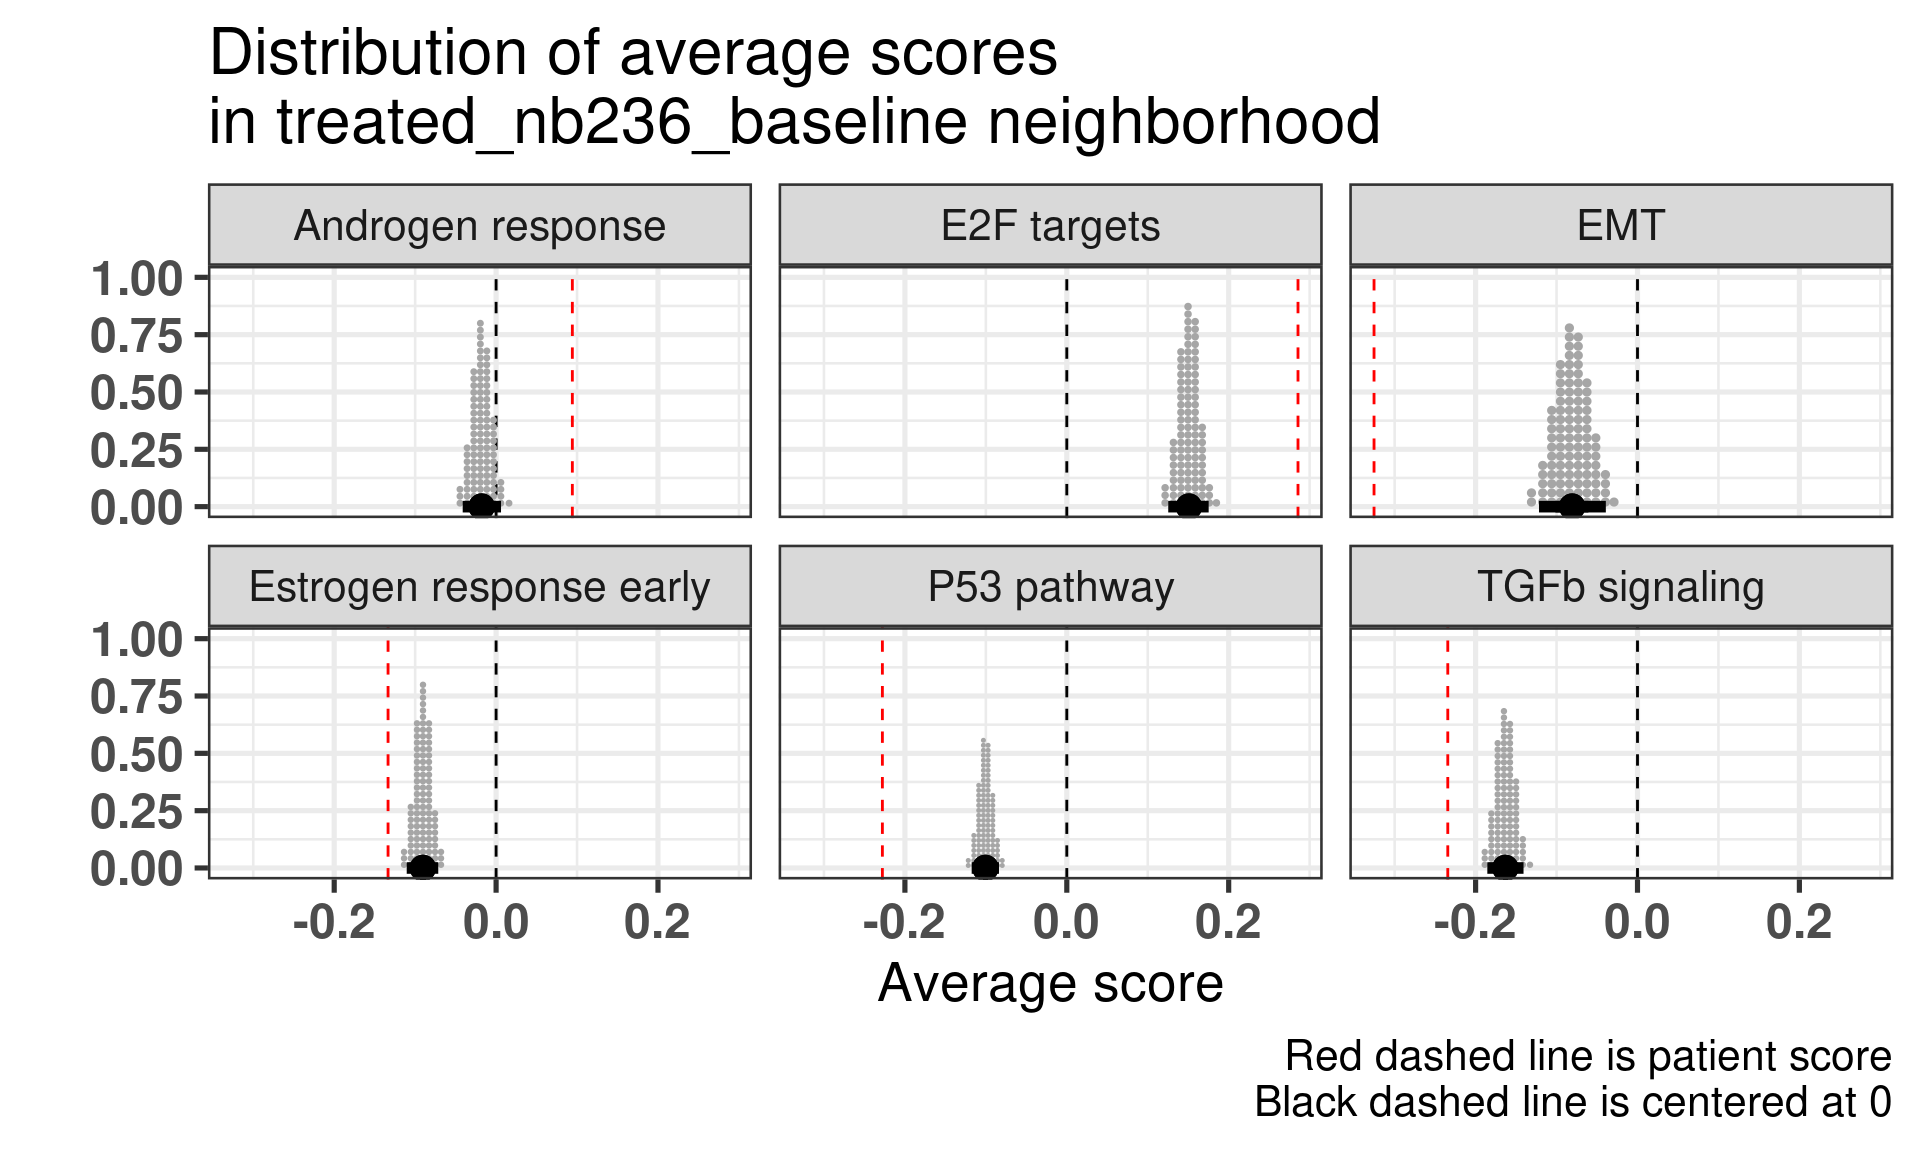 Distribution of average scores
in treated_nb236_baseline neighborhood
Androgen response
E2F targets
EMT
1.00
0.75
0.50
0.25
0.00
Estrogen response early
P53 pathway
TGFb signaling
1.00
0.75
0.50
0.25
0.00
-0.2 0.0 0.2
-0.2 0.0 0.2
-0.2 0.0 0.2
Average score
Red dashed line is patient score
Black dashed line is centered at 0